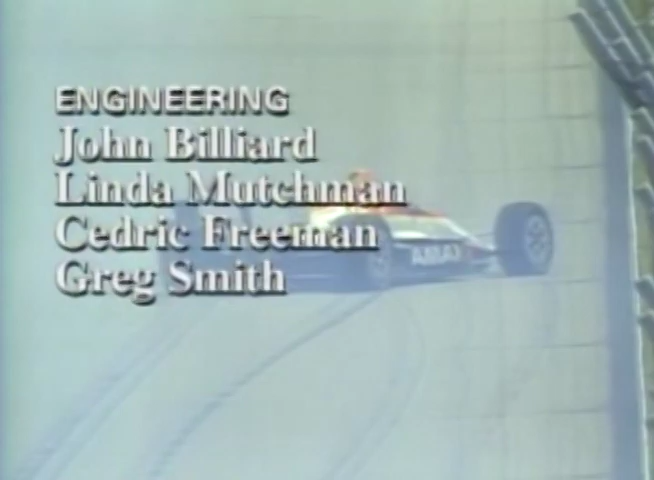 ENGINEERING
John Billiard
Linda Mutchman
Cedric Freeman
Greg Smith